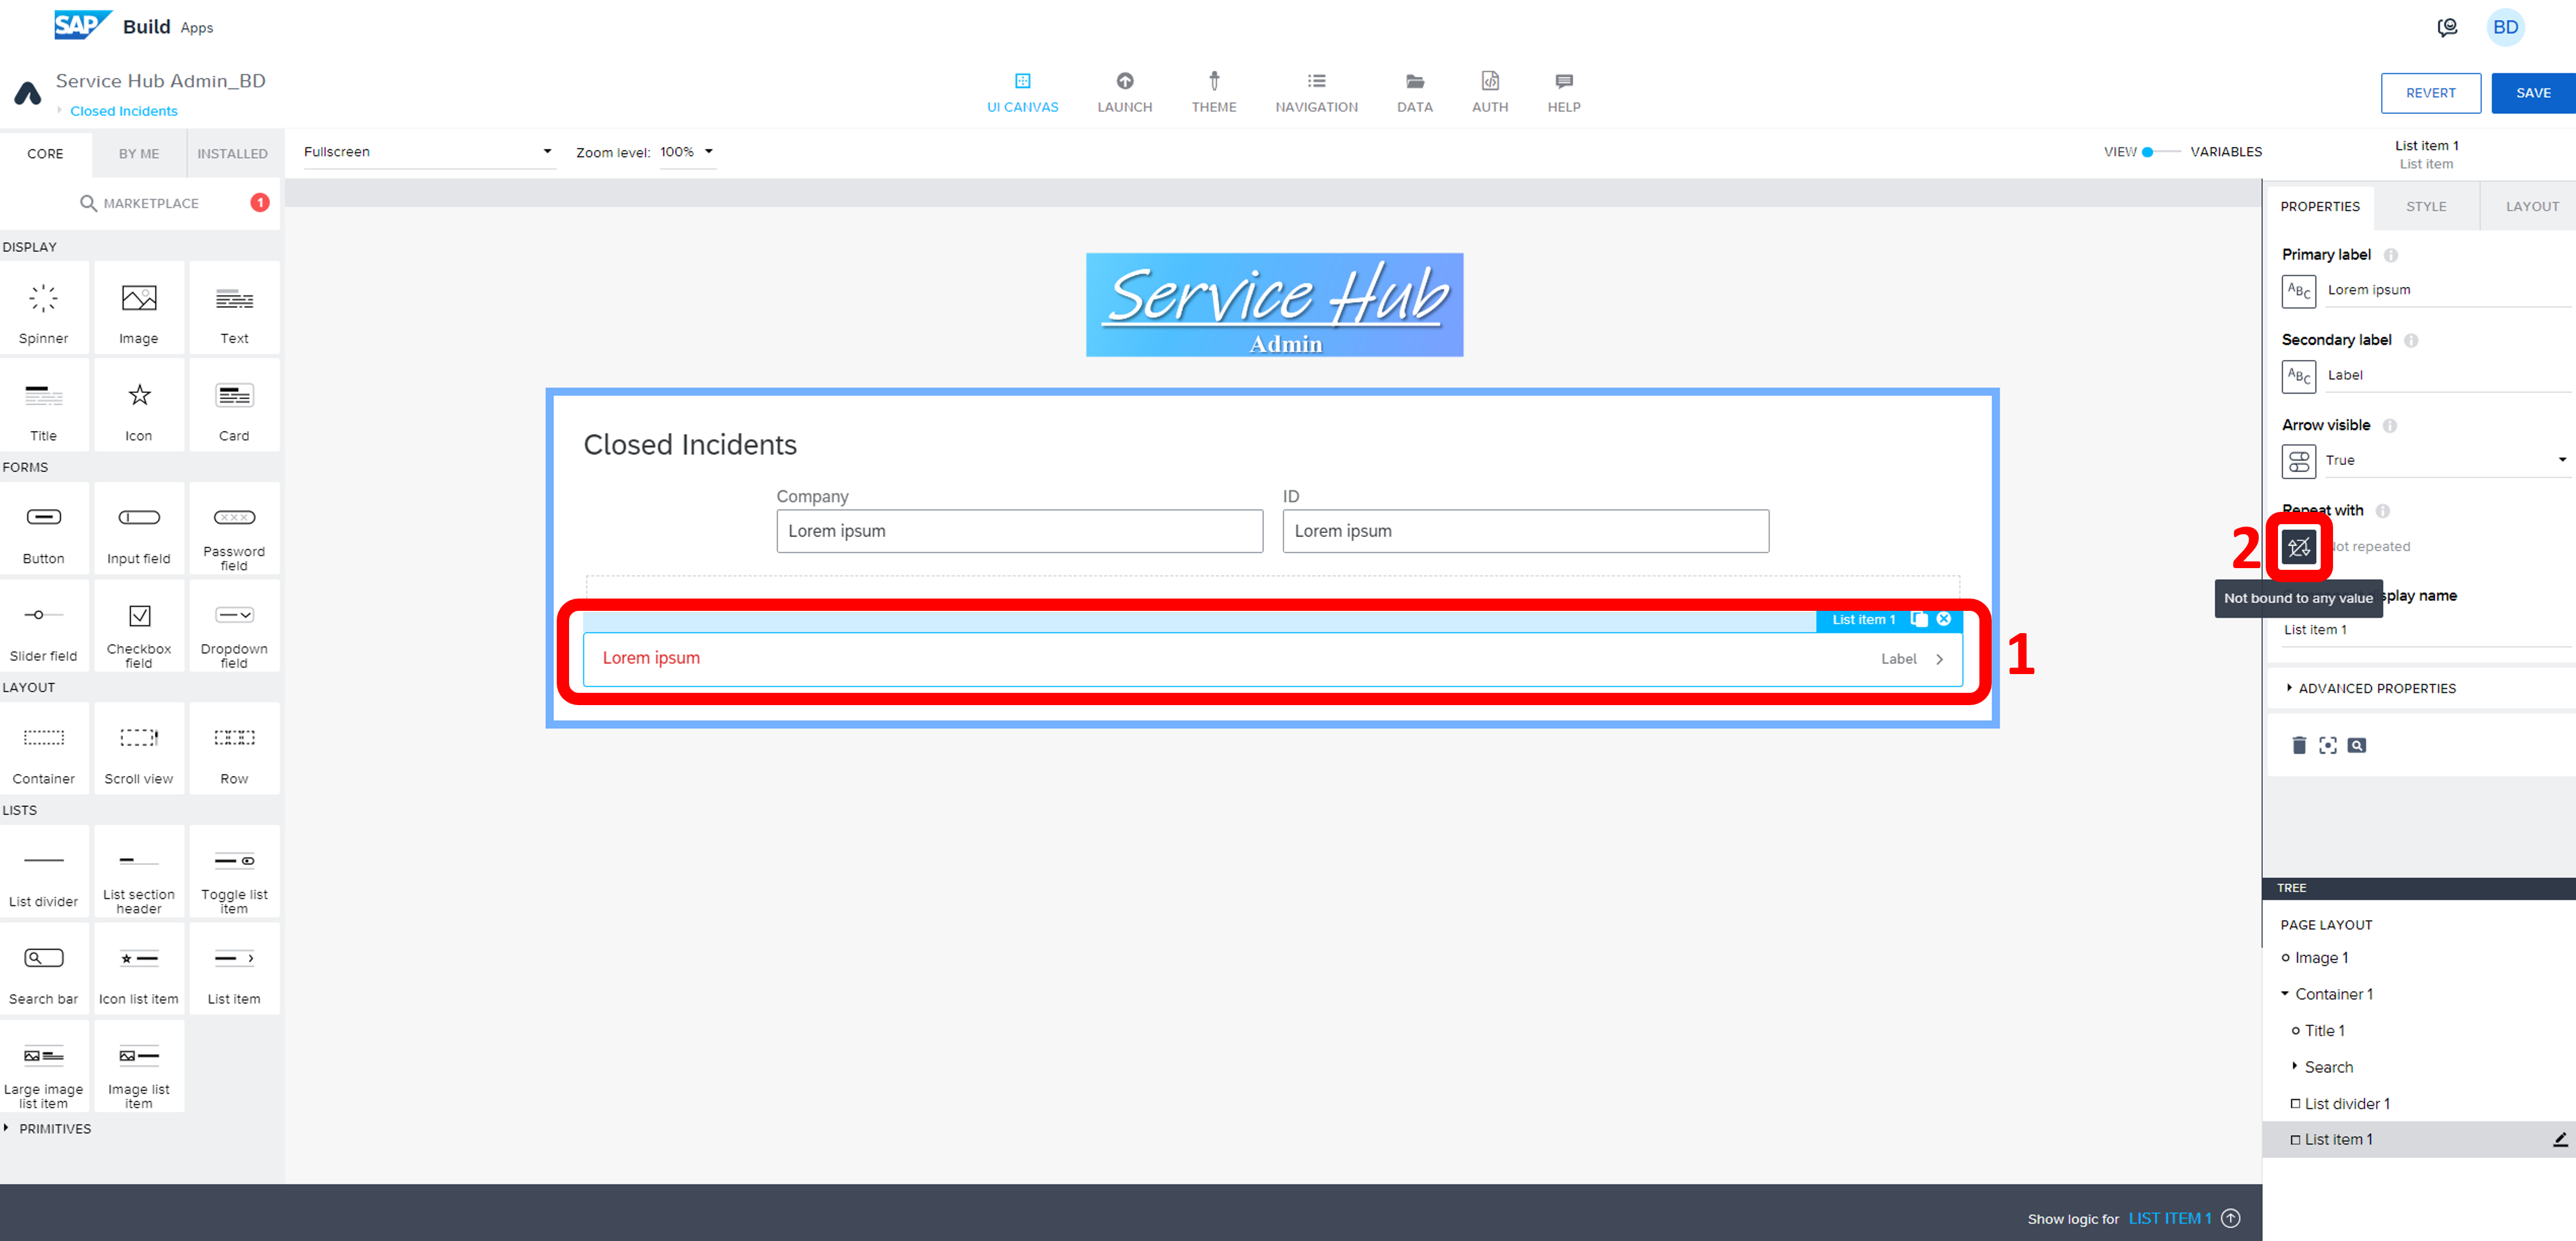 SAP Build Apps
BD
Service Hub Admin_BD
Closed Incidents
UI CANVAS
LAUNCH
THEME
NAVIGATION
DATA
AUTH
HELP
REVERT
SAVE
CORE
BY ME
INSTALLED
Fullscreen
Zoom level: 100%
VIEW
VARIABLES
List item 1
List item
MARKETPLACE
1
DISPLAY
Spinner
Image
Text
Title
Icon
Card
FORMS
Button
Input field
Password
field
Slider field
Checkbox
field
Dropdown
field
LAYOUT
Container
Scroll view
Row
LISTS
List divider
List section
header
Toggle list
item
Search bar
Icon list item
List item
Large image
list item
Image list
item
PRIMITIVES
Service Hub
Admin
Closed Incidents
Company
ID
Lorem ipsum
Lorem ipsum
List item 1
Lorem ipsum
Label
1
PROPERTIES
STYLE
LAYOUT
Primary label
ABC
Lorem ipsum
Secondary label
ABC
Label
Arrow visible
True
Repeat with
2
repeated
Not bound to any value
name
List item 1
ADVANCED PROPERTIES
TREE
PAGE LAYOUT
Image 1
Container 1
Title 1
Search
List divider 1
List item 1
Show logic for LIST ITEM 1